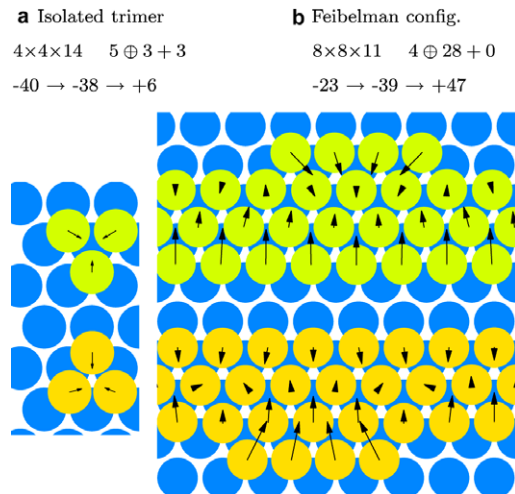 a Isolated trimer
4×4×14 5 ⊕ 3 + 3
-40 → -38 → +6
b Feibelman config.
8×8×11 4 ⊕ 28 + 0
-23 → -39 → +47